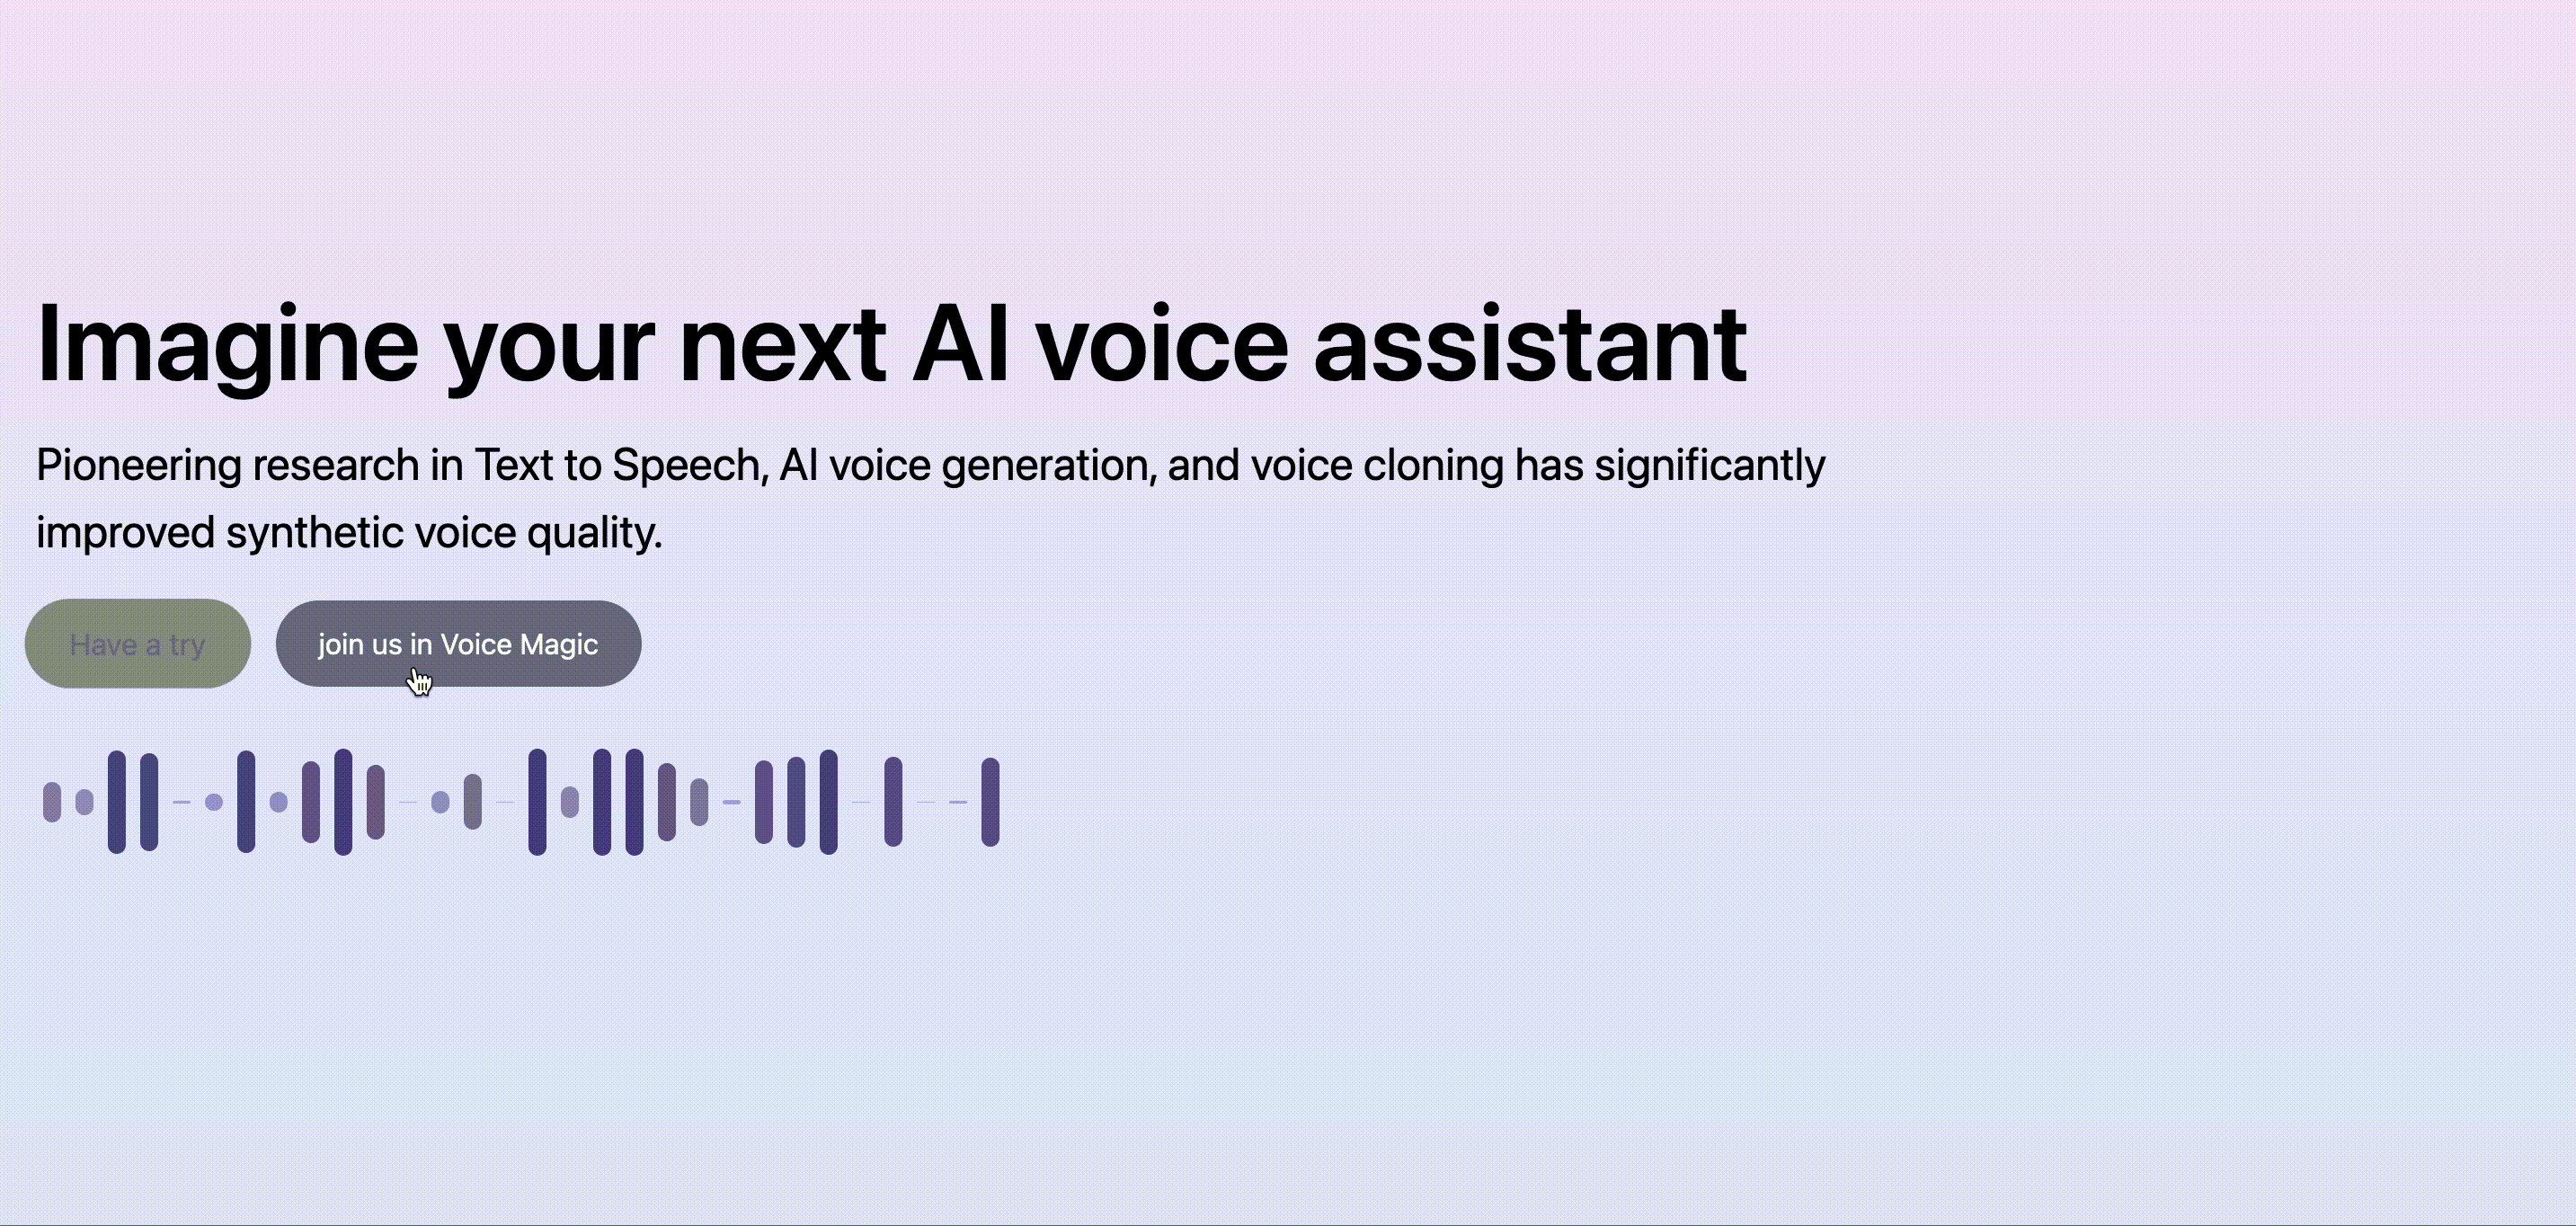 Imagine your next AI voice assistant
Pioneering research in Text to Speech, AI voice generation, and voice cloning has significantly
improved synthetic voice quality.
Have a try
join us in Voice Magic